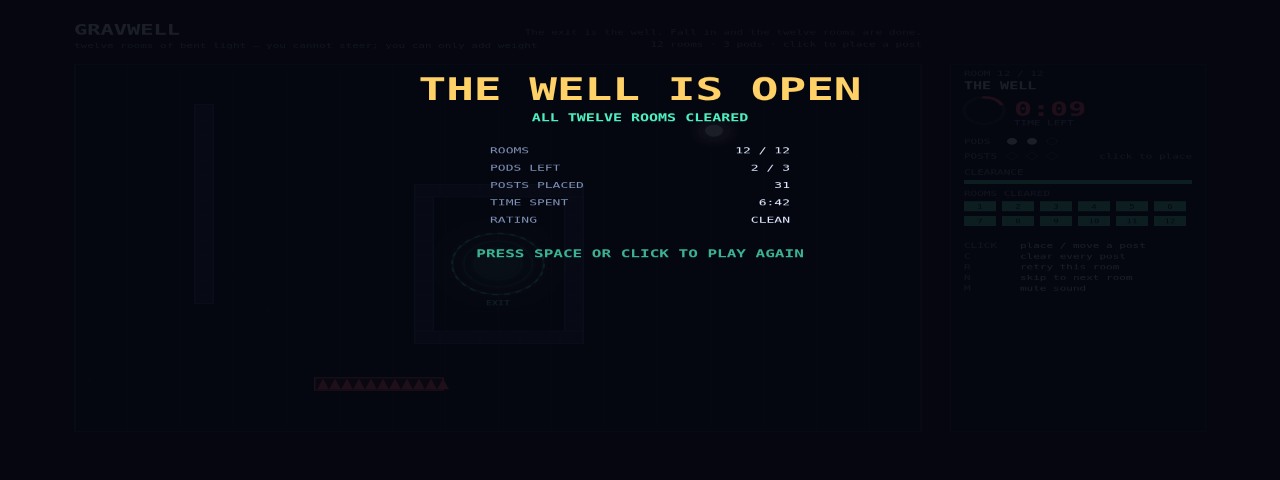 GRAVWELL
Twelve rooms of bent light — you cannot steer; you can only add weight
The exit is the well. Fall in and the twelve rooms are done.
12 rooms · 3 pods · click to place a post
THE WELL IS OPEN
ALL TWELVE ROOMS CLEARED
ROOMS 12 / 12
PODS LEFT 2 / 3
POSTS PLACED 31
TIME SPENT 6:42
RATING CLEAN
PRESS SPACE OR CLICK TO PLAY AGAIN
EXIT
ROOM 12 / 12
THE WELL
0:09
TIME LEFT
PODS
POSTS click to place
CLEARANCE
ROOMS CLEARED
1 2 3 4 5 6
7 8 9 10 11 12
CLICK place / move a post
clear every post
retry this room
skip to next room
M mute sound